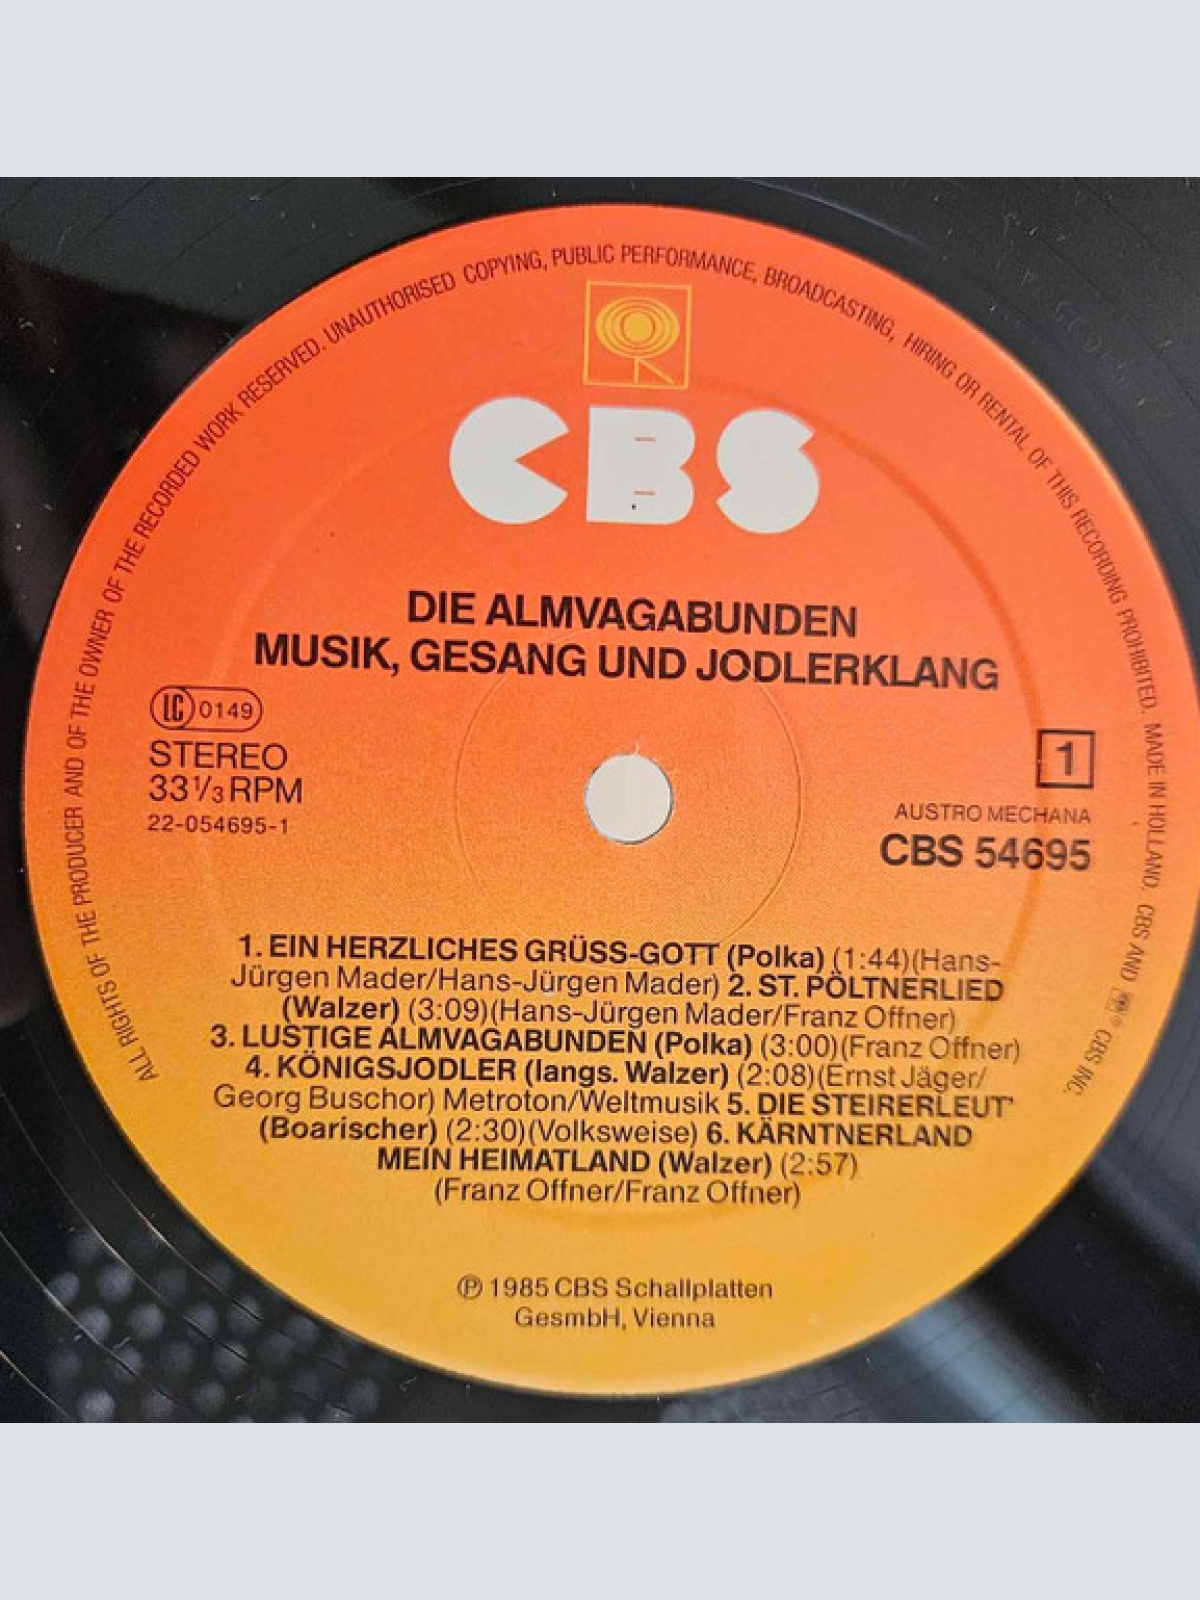 ALL RIGHTS OF THE PRODUCER AND OF THE OWNER OF THE RECORDED WORK RESERVED. UNAUTHORISED COPYING, PUBLIC PERFORMANCE, BROADCASTING, HIRING OR RENTAL OF THIS RECORDING PROHIBITED. MADE IN HOLLAND. CBS AND ® CBS INC.
CBS
DIE ALMVAGABUNDEN
MUSIK, GESANG UND JODLERKLANG
LC 0149
STEREO
33 1/3 RPM
22-054695-1
1
AUSTRO MECHANA
CBS 54695
1. EIN HERZLICHES GRÜSS-GOTT (Polka) (1:44)(Hans-
Jürgen Mader/Hans-Jürgen Mader) 2. ST. PÖLTNERLIED
(Walzer) (3:09)(Hans-Jürgen Mader/Franz Offner)
3. LUSTIGE ALMVAGABUNDEN (Polka) (3:00)(Franz Offner)
4. KÖNIGSJODLER (langs. Walzer) (2:08)(Ernst Jäger/
Georg Buschor) Metroton/Weltmusik 5. DIE STEIRERLEUT'
(Boarischer) (2:30)(Volksweise) 6. KÄRNTNERLAND
MEIN HEIMATLAND (Walzer) (2:57)
(Franz Offner/Franz Offner)
℗ 1985 CBS Schallplatten
GesmbH, Vienna